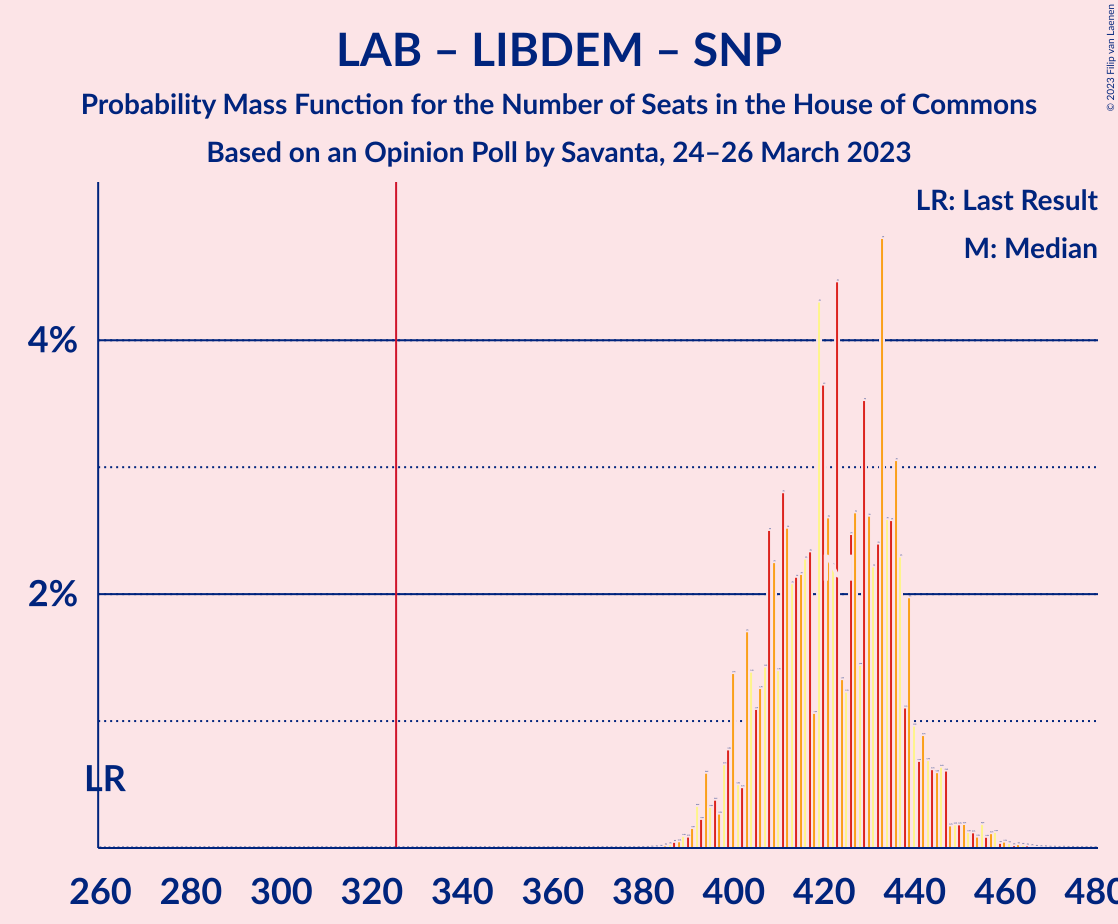 LAB – LIBDEM – SNP
Probability Mass Function for the Number of Seats in the House of Commons
Based on an Opinion Poll by Savanta, 24–26 March 2023
© 2023 Filip van Laenen
LR: Last Result
M: Median
4%
2%
M
LR
260 280 300 320 340 360 380 400 420 440 460 480